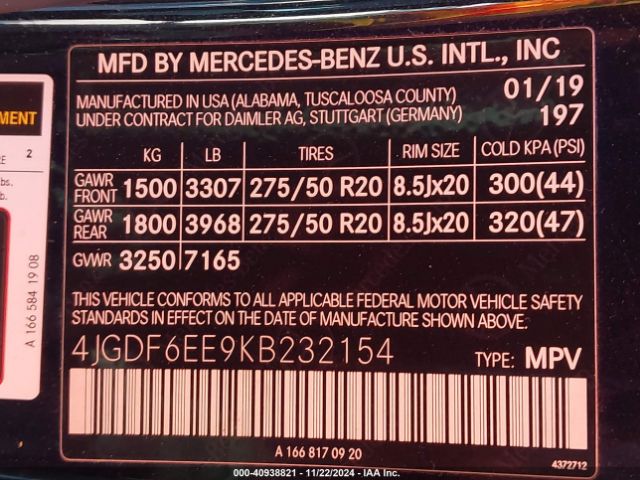 MFD BY MERCEDES-BENZ U.S. INTL., INC
MANUFACTURED IN USA (ALABAMA, TUSCALOOSA COUNTY) 01/19
UNDER CONTRACT FOR DAIMLER AG, STUTTGART (GERMANY) 197
KG LB TIRES RIM SIZE COLD KPA (PSI)
GAWR FRONT 1500 3307 275/50 R20 8.5Jx20 300(44)
GAWR REAR 1800 3968 275/50 R20 8.5Jx20 320(47)
GVWR 3250 7165
THIS VEHICLE CONFORMS TO ALL APPLICABLE FEDERAL MOTOR VEHICLE SAFETY
STANDARDS IN EFFECT ON THE DATE OF MANUFACTURE SHOWN ABOVE.
4JGDF6EE9KB232154 TYPE: MPV
A 166 817 09 20
4372712
A 166 584 19 08
2
000-40938821 - 11/22/2024 - IAA Inc.